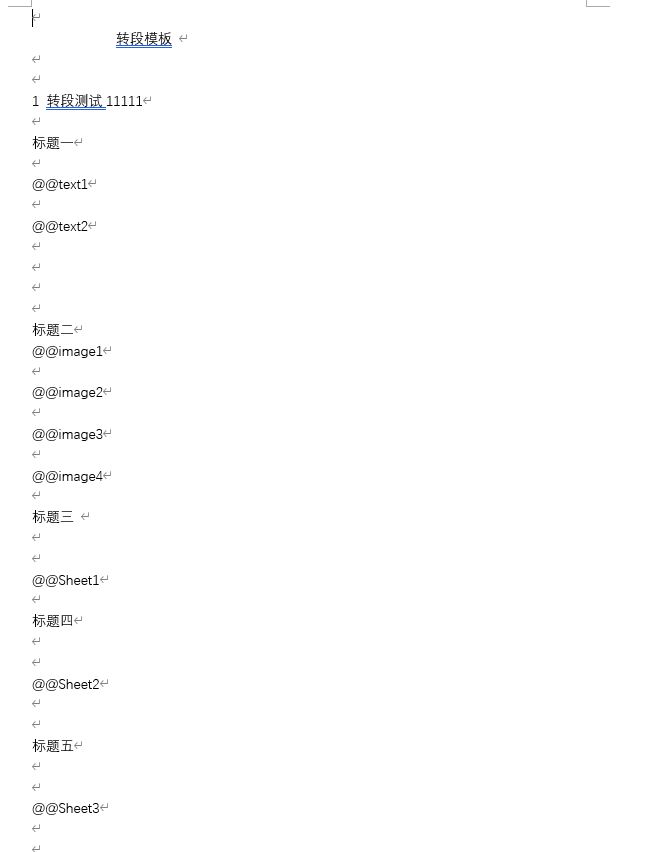 转段模板
1 转段测试 11111
标题一
@@text1
@@text2
标题二
@@image1
@@image2
@@image3
@@image4
标题三
@@Sheet1
标题四
@@Sheet2
标题五
@@Sheet3